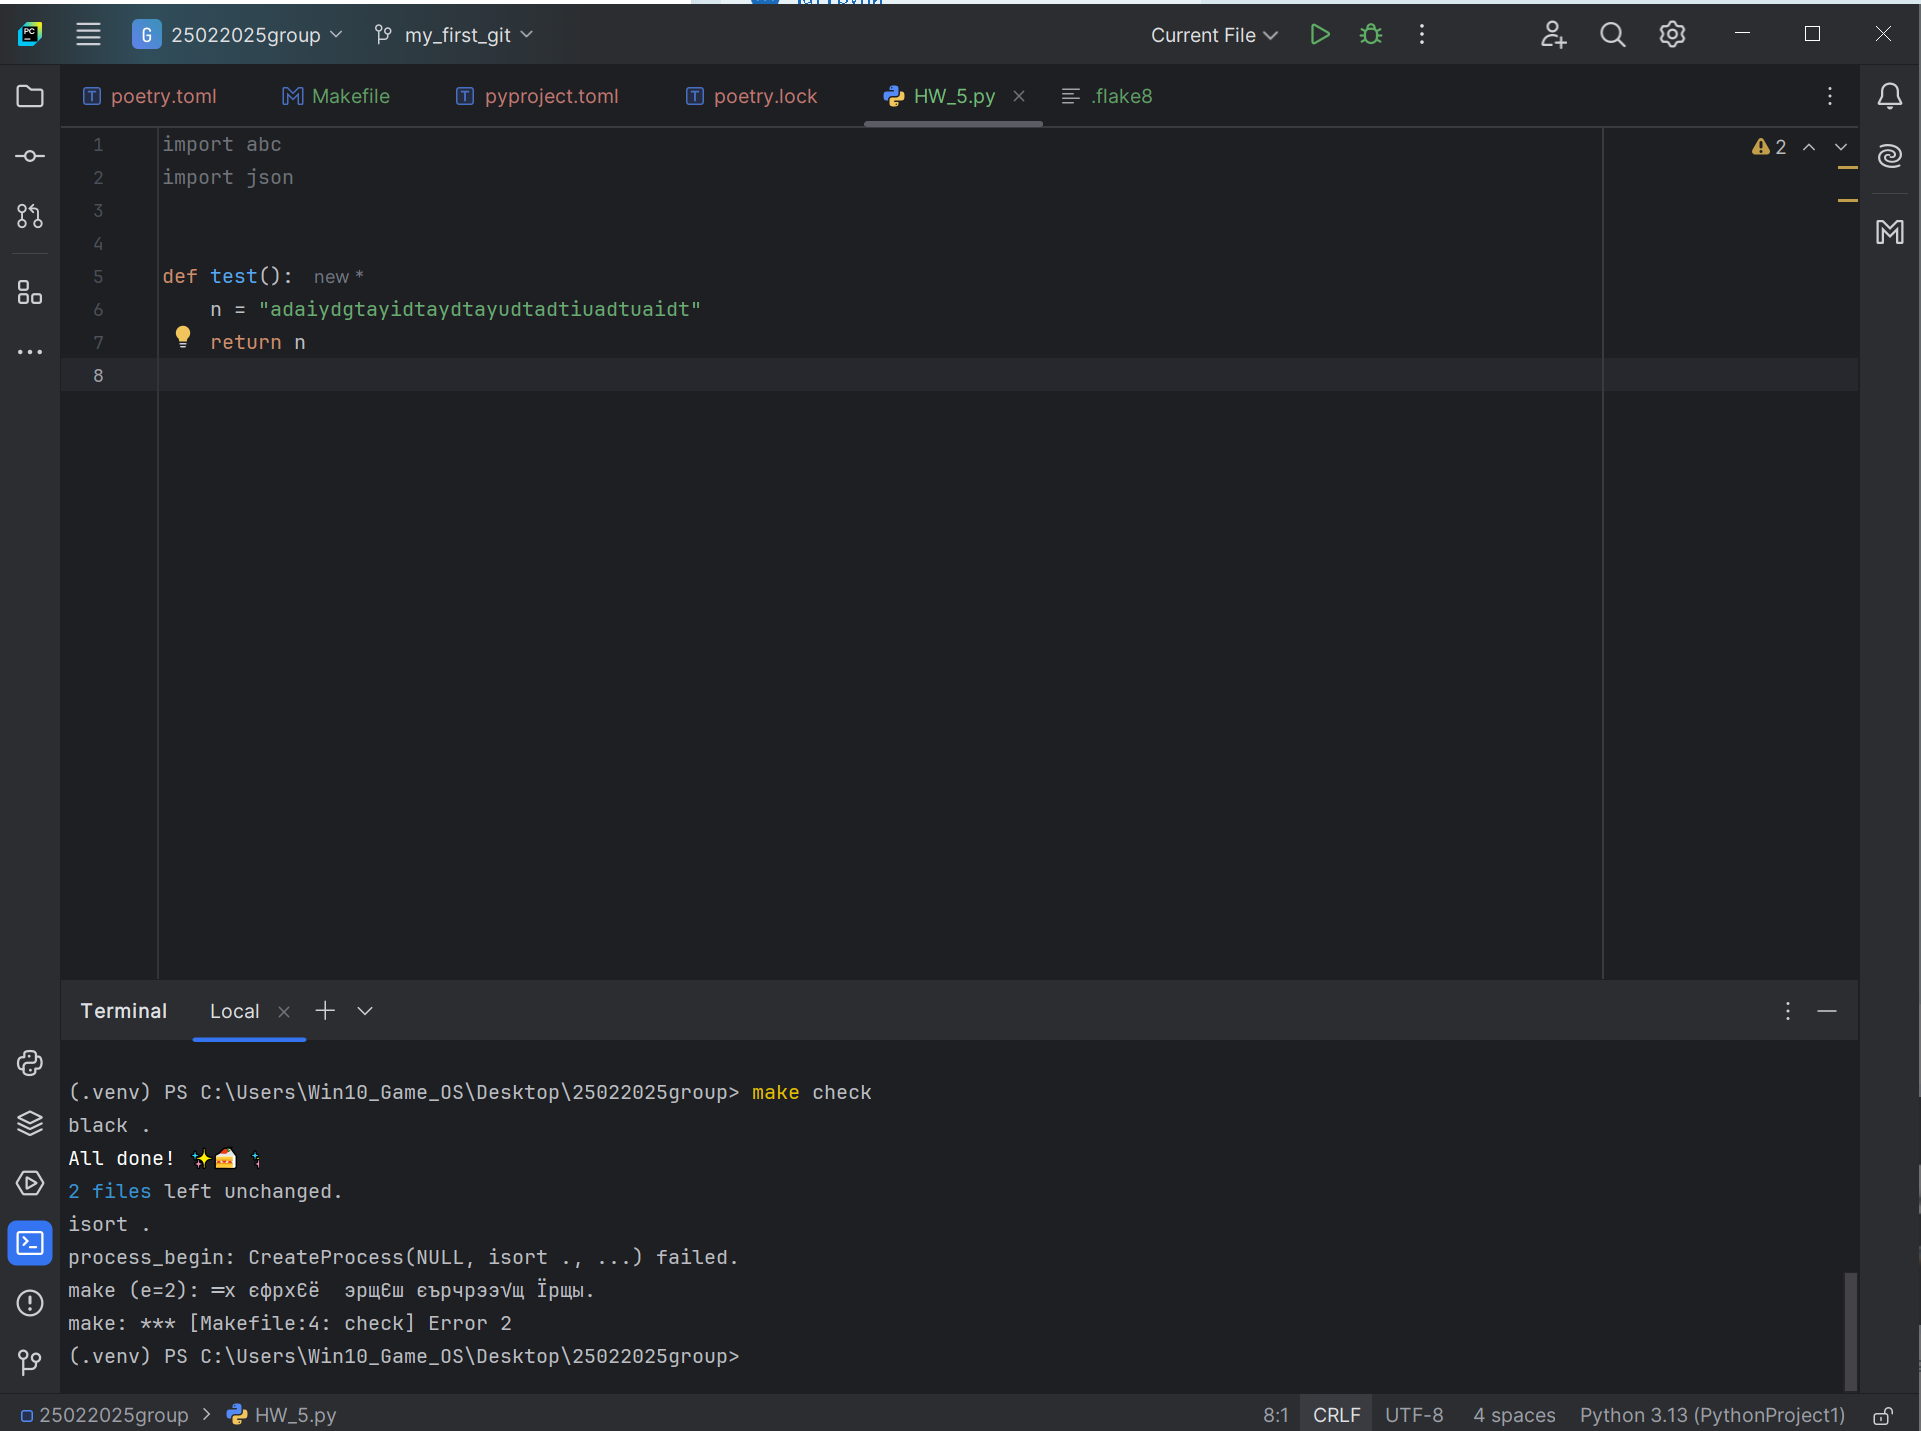 25022025group
my_first_git
Current File
poetry.toml
Makefile
pyproject.toml
poetry.lock
HW_5.py
.flake8
1 import abc
2 import json
3
4
5 def test(): new *
6 n = "adaiydgtayidtaydtayudtadtiuadtuaidt"
7 return n
8
2
Terminal
Local
(.venv) PS C:\Users\Win10_Game_OS\Desktop\25022025group> make check
black .
All done! ✨🍰
2 files left unchanged.
isort .
process_begin: CreateProcess(NULL, isort ., ...) failed.
make (e=2): ═х єфрхЄё  эрщЄш єърчрээ√щ Їрщы.
make: *** [Makefile:4: check] Error 2
(.venv) PS C:\Users\Win10_Game_OS\Desktop\25022025group>
25022025group > HW_5.py
8:1 CRLF UTF-8 4 spaces Python 3.13 (PythonProject1)